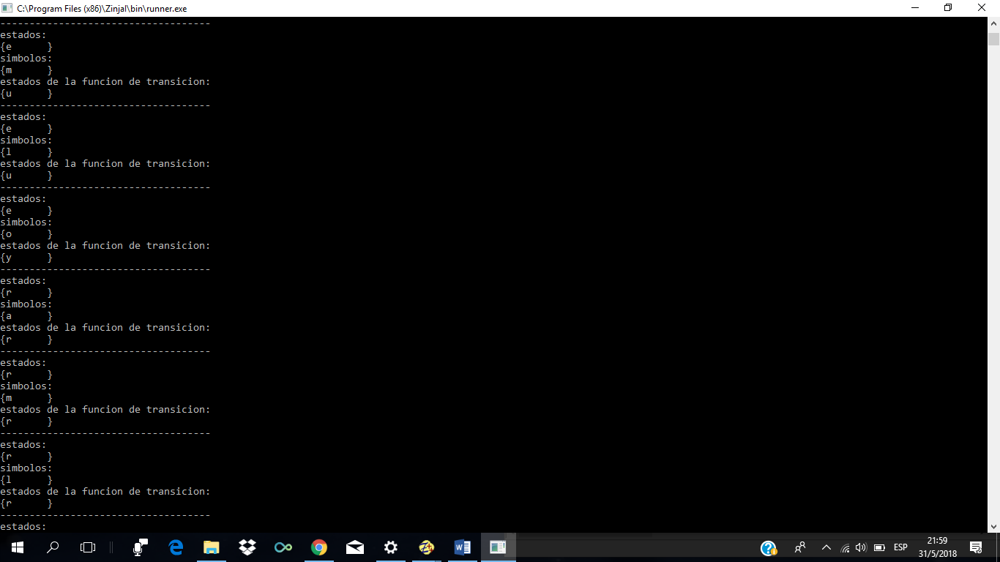 C:\Program Files (x86)\Zinjal\bin\runner.exe
------------------------------------
estados:
{e      }
simbolos:
{m      }
estados de la funcion de transicion:
{u      }
------------------------------------
estados:
{e      }
simbolos:
{l      }
estados de la funcion de transicion:
{u      }
------------------------------------
estados:
{e      }
simbolos:
{o      }
estados de la funcion de transicion:
{y      }
------------------------------------
estados:
{r      }
simbolos:
{a      }
estados de la funcion de transicion:
{r      }
------------------------------------
estados:
{r      }
simbolos:
{m      }
estados de la funcion de transicion:
{r      }
------------------------------------
estados:
{r      }
simbolos:
{l      }
estados de la funcion de transicion:
{r      }
------------------------------------
estados:
ESP
21:59
31/5/2018